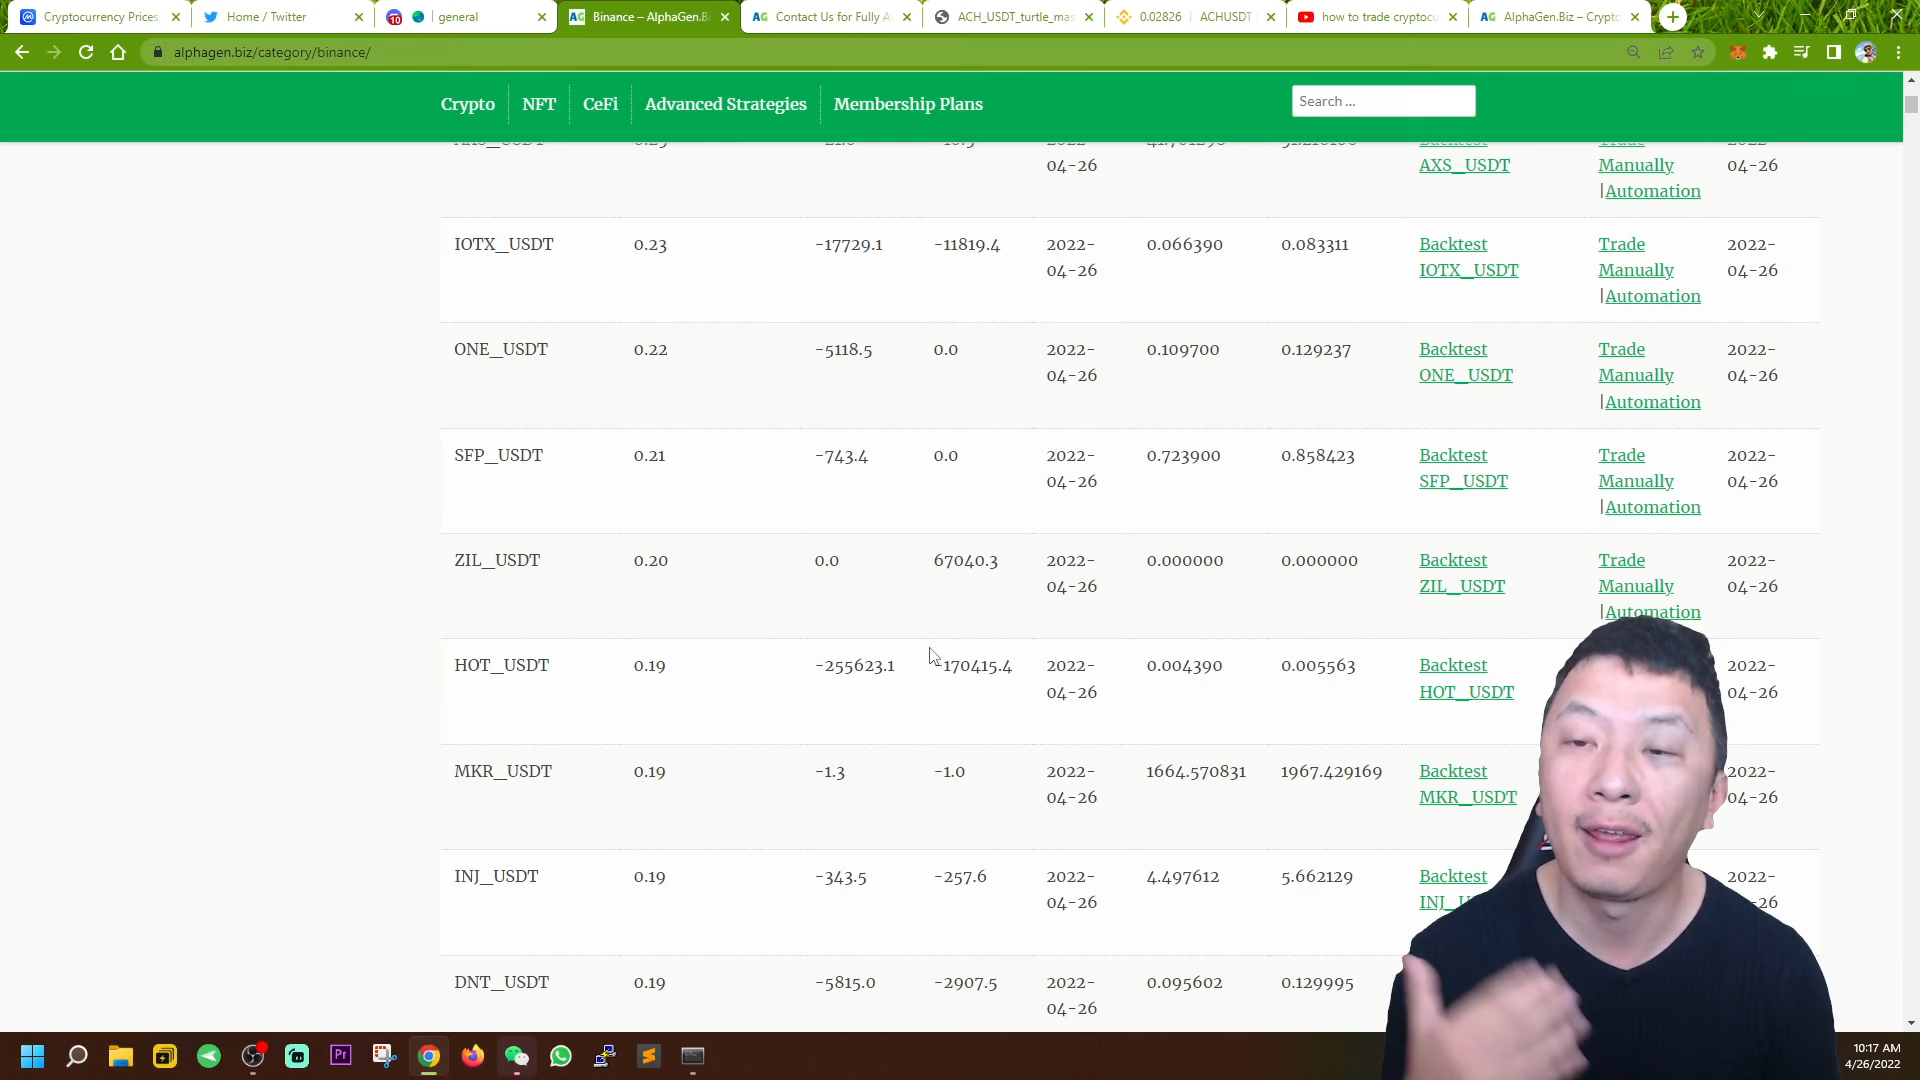 Cryptocurrency Prices,
Home / Twitter
10
general
Binance – AlphaGen.B
Contact Us for Fully A
ACH_USDT_turtle_mas
0.02826 | ACHUSDT
how to trade cryptocu
AlphaGen.Biz – Crypto
alphagen.biz/category/binance/
Crypto
NFT
CeFi
Advanced Strategies
Membership Plans
Search …
04-26
AXS_USDT
Manually
04-26
|Automation
IOTX_USDT 0.23 -17729.1 -11819.4 2022- 0.066390 0.083311 Backtest Trade 2022-
04-26 IOTX_USDT Manually 04-26
|Automation
ONE_USDT 0.22 -5118.5 0.0 2022- 0.109700 0.129237 Backtest Trade 2022-
04-26 ONE_USDT Manually 04-26
|Automation
SFP_USDT 0.21 -743.4 0.0 2022- 0.723900 0.858423 Backtest Trade 2022-
04-26 SFP_USDT Manually 04-26
|Automation
ZIL_USDT 0.20 0.0 67040.3 2022- 0.000000 0.000000 Backtest Trade 2022-
04-26 ZIL_USDT Manually 04-26
|Automation
HOT_USDT 0.19 -255623.1 -170415.4 2022- 0.004390 0.005563 Backtest 2022-
04-26 HOT_USDT 04-26
MKR_USDT 0.19 -1.3 -1.0 2022- 1664.570831 1967.429169 Backtest 2022-
04-26 MKR_USDT 04-26
INJ_USDT 0.19 -343.5 -257.6 2022- 4.497612 5.662129 Backtest 2022-
04-26 INJ_U -26
DNT_USDT 0.19 -5815.0 -2907.5 2022- 0.095602 0.129995
04-26
Pr
10:17 AM
4/26/2022